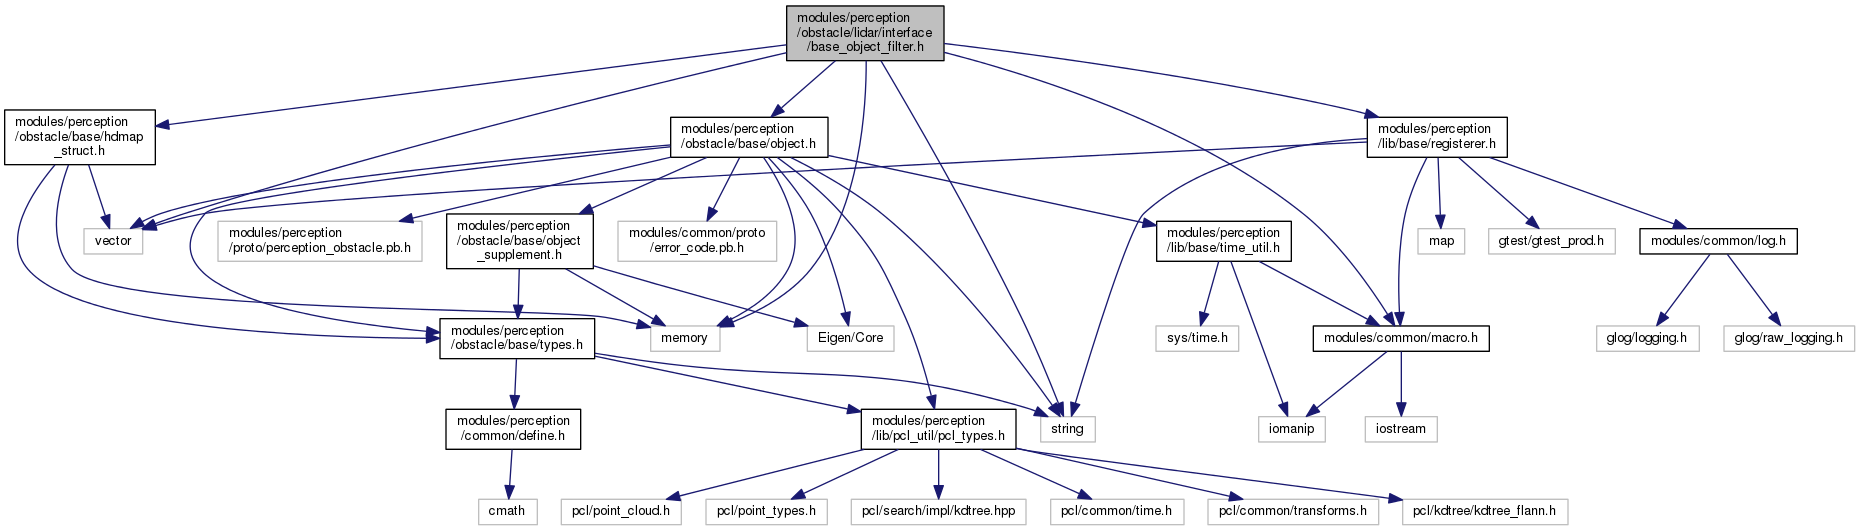 modules/perception
/obstacle/lidar/interface
/base_object_filter.h
modules/perception
/obstacle/base/hdmap
_struct.h
modules/perception
/obstacle/base/object.h
modules/perception
/lib/base/registerer.h
vector
modules/perception
/proto/perception_obstacle.pb.h
modules/perception
/obstacle/base/object
_supplement.h
modules/common/proto
/error_code.pb.h
modules/perception
/lib/base/time_util.h
map
gtest/gtest_prod.h
modules/common/log.h
modules/perception
/obstacle/base/types.h
memory
Eigen/Core
sys/time.h
modules/common/macro.h
glog/logging.h
glog/raw_logging.h
modules/perception
/common/define.h
modules/perception
/lib/pcl_util/pcl_types.h
string
iomanip
iostream
cmath
pcl/point_cloud.h
pcl/point_types.h
pcl/search/impl/kdtree.hpp
pcl/common/time.h
pcl/common/transforms.h
pcl/kdtree/kdtree_flann.h